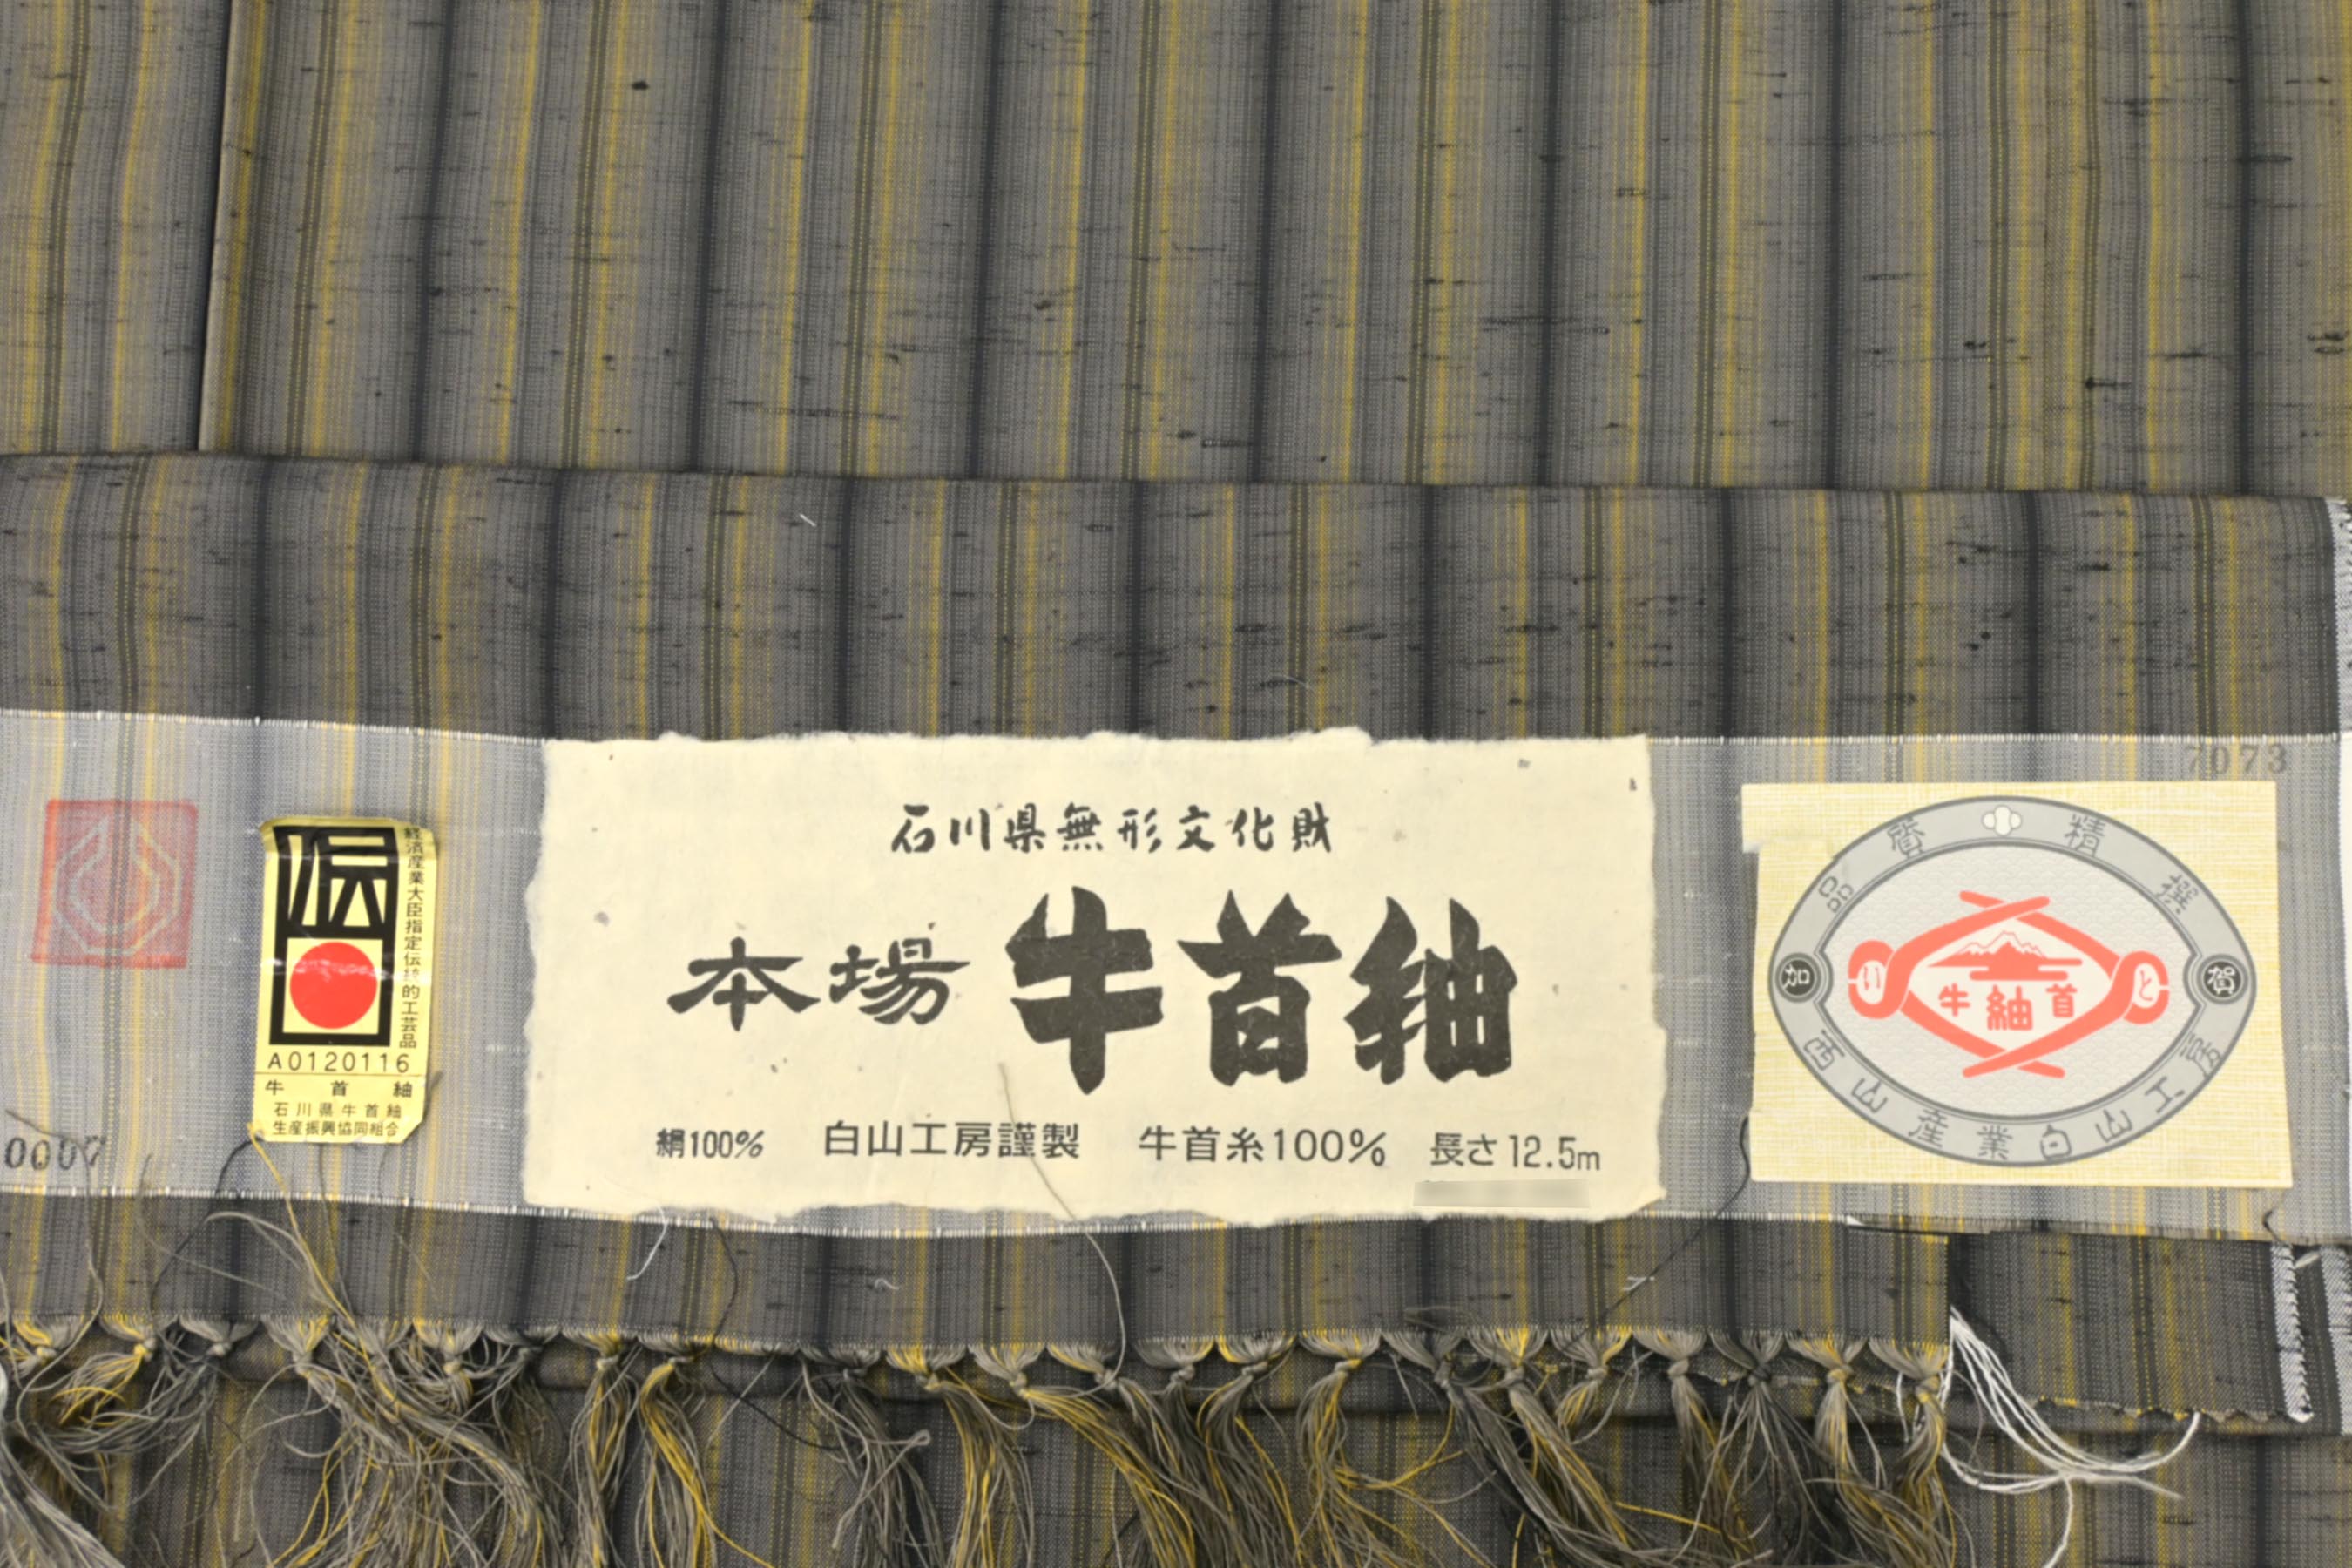 7073
石川県無形文化財
本場 牛首紬
絹100% 白山工房謹製 牛首糸100% 長さ12.5m
伝
経済産業大臣指定伝統的工芸品
A0120116
牛首紬
石川県牛首紬
生産振興協同組合
0007
品質精撰
加賀
い と
牛首紬
西山産業白山工房